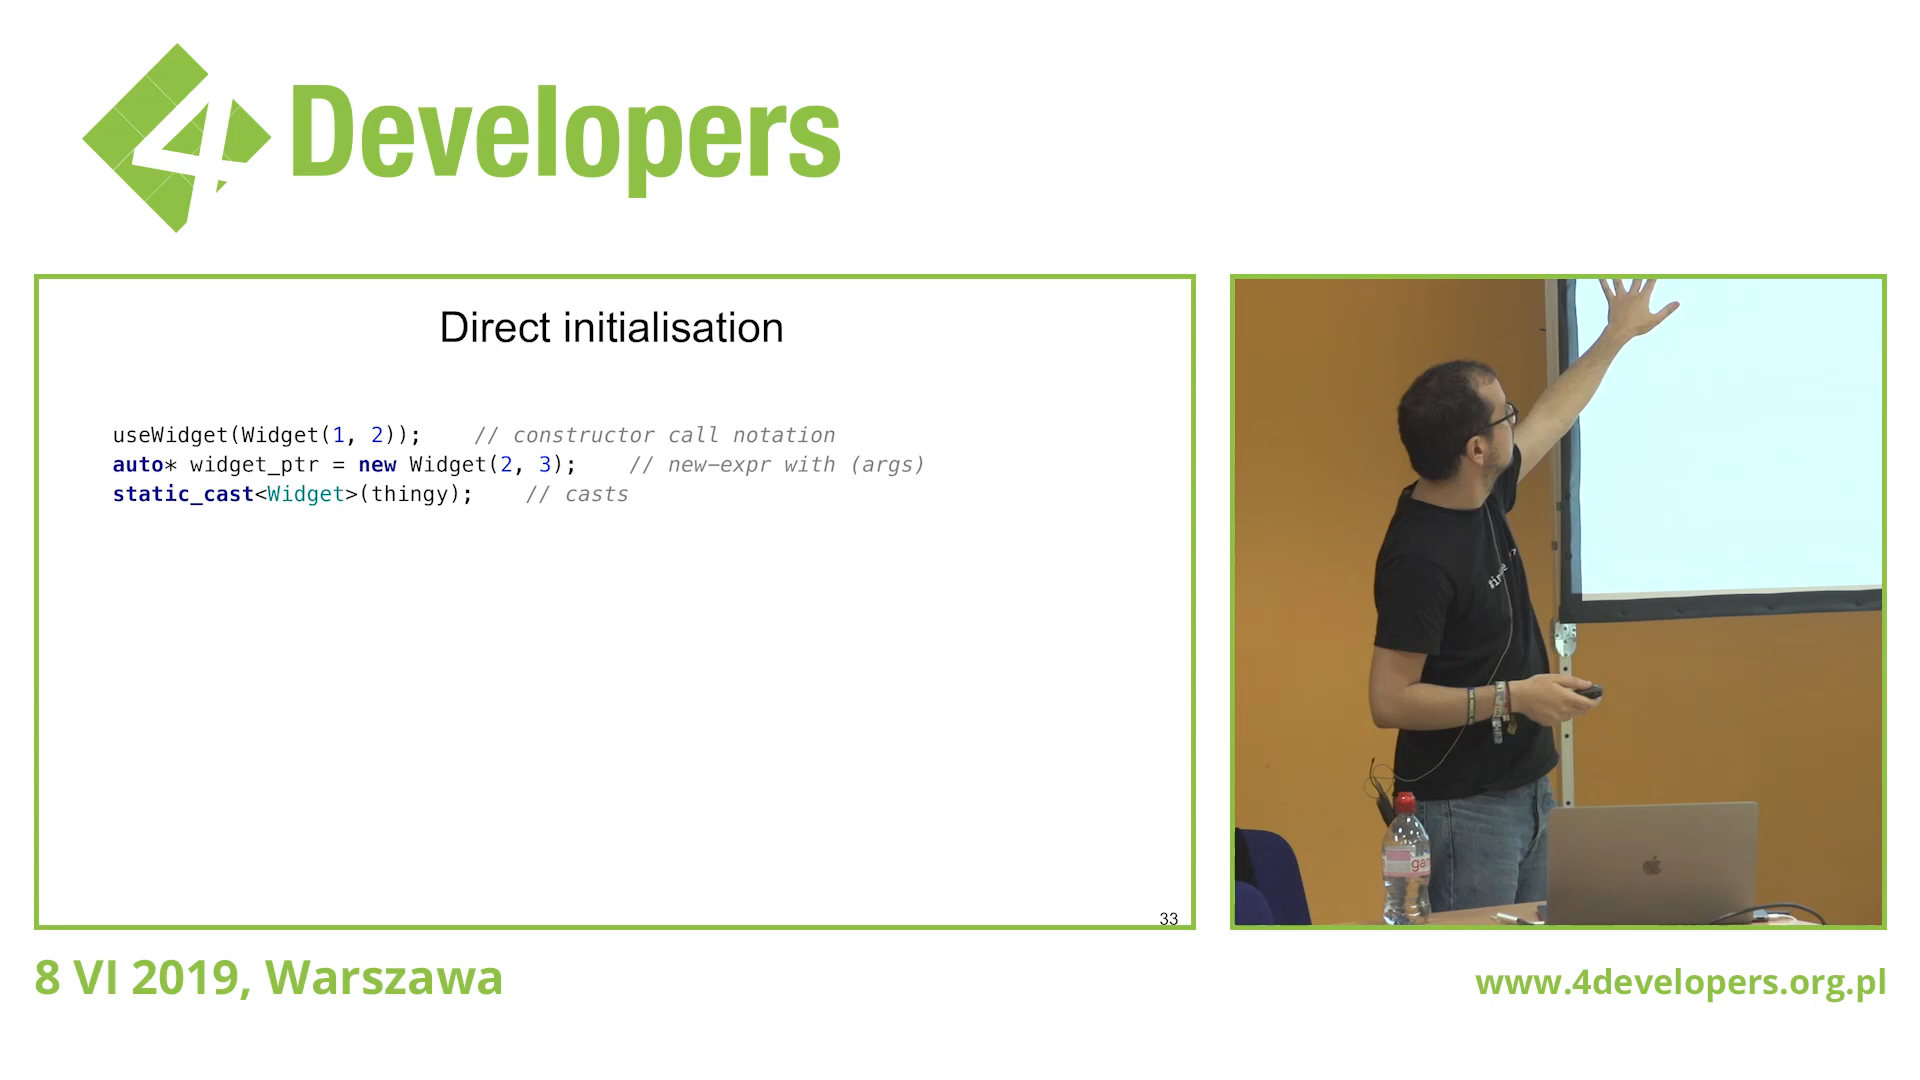 4Developers
Direct initialisation
useWidget(Widget(1, 2)); // constructor call notation
auto* widget_ptr = new Widget(2, 3); // new-expr with (args)
static_cast<Widget>(thingy); // casts
33
gar
8 VI 2019, Warszawa
www.4developers.org.pl